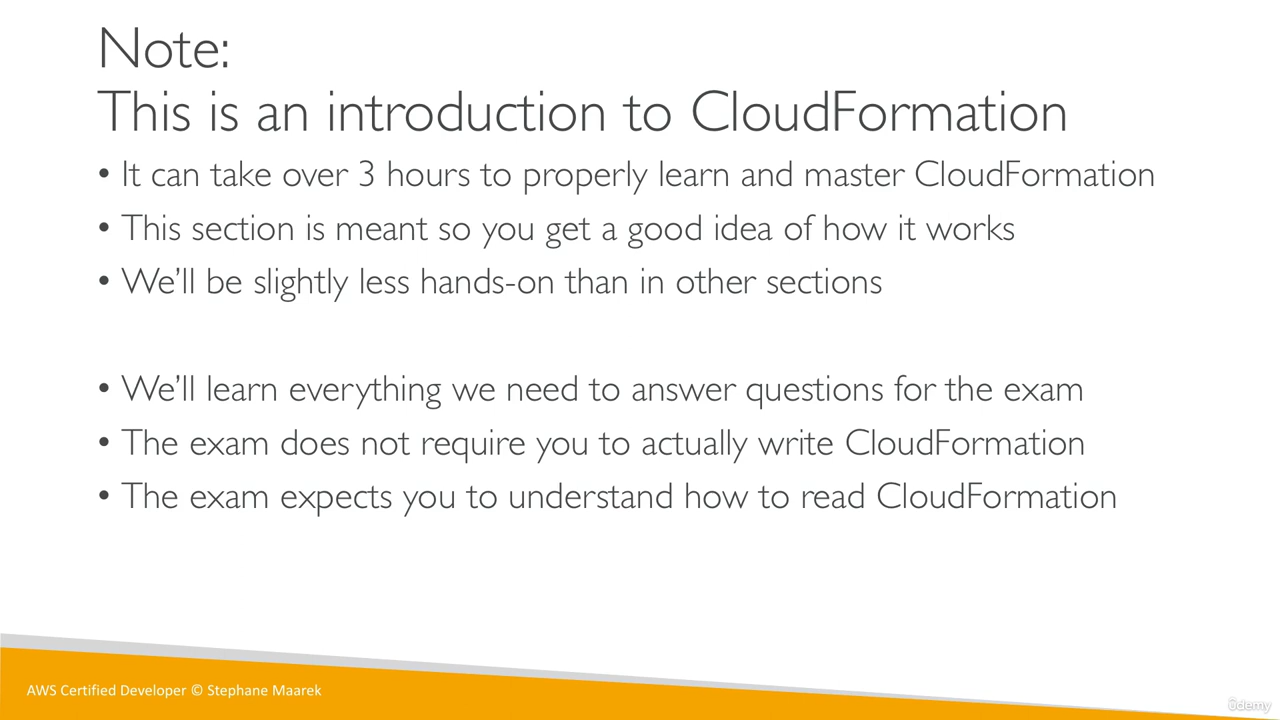 Note:
This is an introduction to CloudFormation
• It can take over 3 hours to properly learn and master CloudFormation
• This section is meant so you get a good idea of how it works
• We’ll be slightly less hands-on than in other sections
• We’ll learn everything we need to answer questions for the exam
• The exam does not require you to actually write CloudFormation
• The exam expects you to understand how to read CloudFormation
AWS Certified Developer © Stephane Maarek
ûdemy